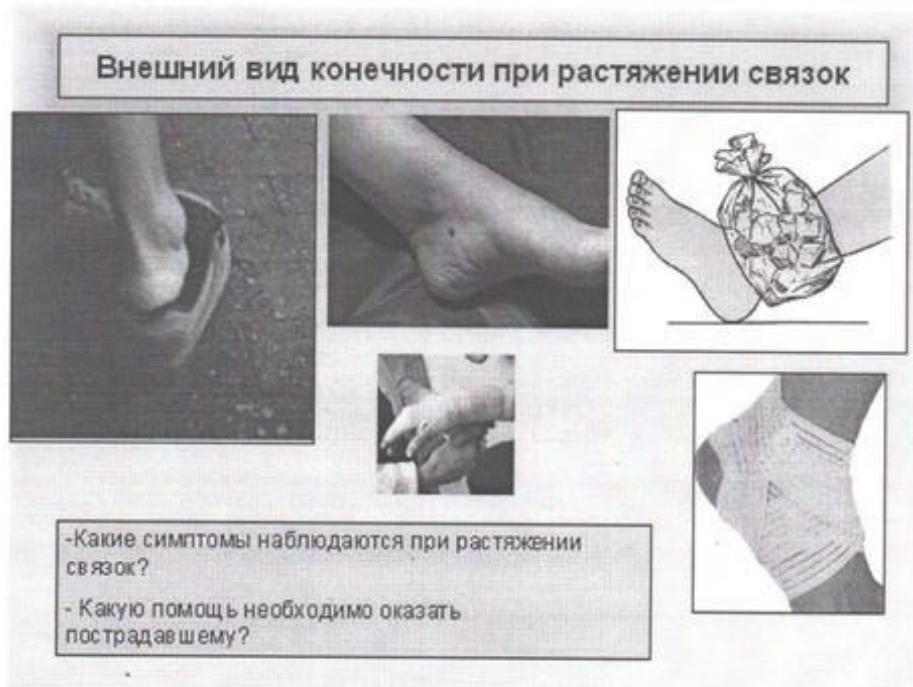 Внешний вид конечности при растяжении связок
-Какие симптомы наблюдаются при растяжении
связок?
- Какую помощь необходимо оказать
пострадавшему?